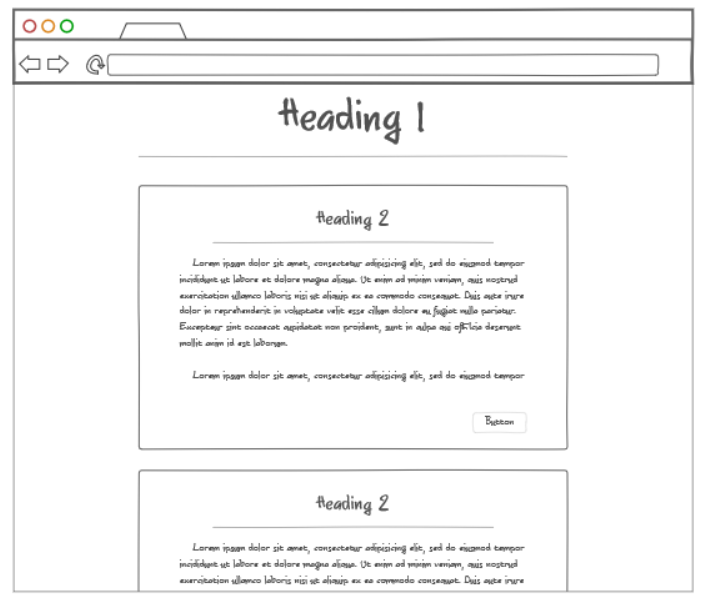 Heading 1
Heading 2
Lorem ipsum dolor sit amet, consectetur adipisicing elit, sed do eiusmod tempor
incididunt ut labore et dolore magna aliqua. Ut enim ad minim veniam, quis nostrud
exercitation ullamco laboris nisi ut aliquip ex ea commodo consequat. Duis aute irure
dolor in reprehenderit in voluptate velit esse cillum dolore eu fugiat nulla pariatur.
Excepteur sint occaecat cupidatat non proident, sunt in culpa qui officia deserunt
mollit anim id est laborum.
Lorem ipsum dolor sit amet, consectetur adipisicing elit, sed do eiusmod tempor
Button
Heading 2
Lorem ipsum dolor sit amet, consectetur adipisicing elit, sed do eiusmod tempor
incididunt ut labore et dolore magna aliqua. Ut enim ad minim veniam, quis nostrud
exercitation ullamco laboris nisi ut aliquip ex ea commodo consequat. Duis aute irure